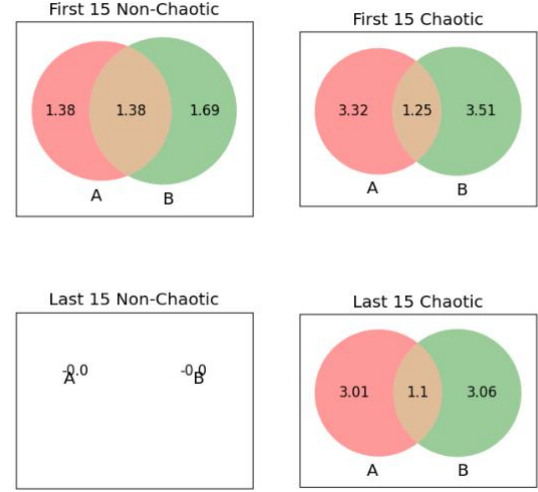 First 15 Non-Chaotic
1.38 1.38 1.69
A B
First 15 Chaotic
3.32 1.25 3.51
A B
Last 15 Non-Chaotic
-0.0 -0.0
A B
Last 15 Chaotic
3.01 1.1 3.06
A B